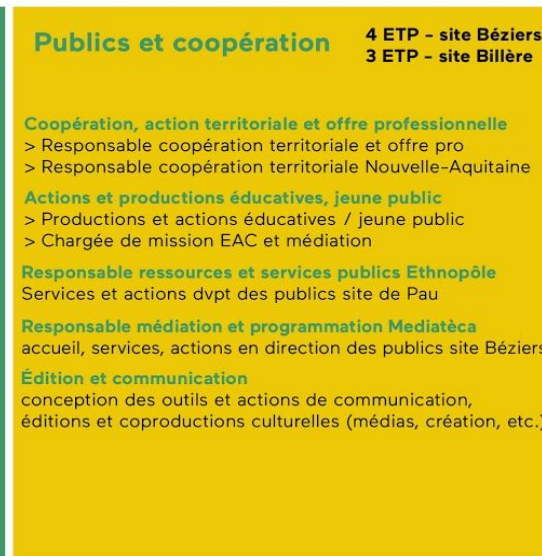 Publics et coopération
4 ETP - site Béziers
3 ETP - site Billère
Coopération, action territoriale et offre professionnelle
> Responsable coopération territoriale et offre pro
> Responsable coopération territoriale Nouvelle-Aquitaine
Actions et productions éducatives, jeune public
> Productions et actions éducatives / jeune public
> Chargée de mission EAC et médiation
Responsable ressources et services publics Ethnopôle
Services et actions dvpt des publics site de Pau
Responsable médiation et programmation Mediatèca
accueil, services, actions en direction des publics site Béziers
Édition et communication
conception des outils et actions de communication,
éditions et coproductions culturelles (médias, création, etc.)